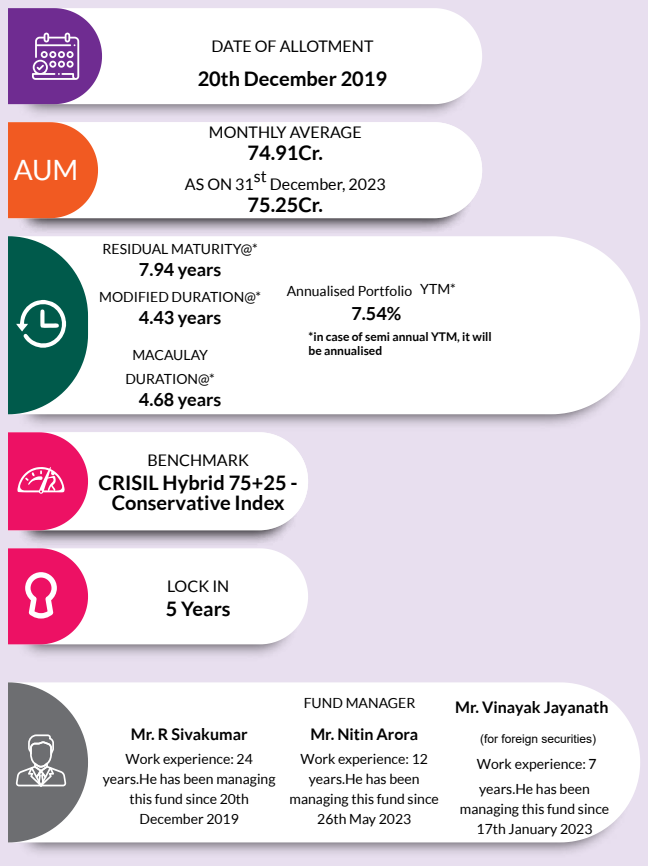 DATE OF ALLOTMENT
20th December 2019
AUM
MONTHLY AVERAGE
74.91Cr.
AS ON 31st December, 2023
75.25Cr.
RESIDUAL MATURITY@*
7.94 years
MODIFIED DURATION@*
4.43 years
MACAULAY
DURATION@*
4.68 years
Annualised Portfolio YTM*
7.54%
*in case of semi annual YTM, it will
be annualised
BENCHMARK
CRISIL Hybrid 75+25 -
Conservative Index
LOCK IN
5 Years
FUND MANAGER
Mr. R Sivakumar
Work experience: 24
years.He has been managing
this fund since 20th
December 2019
Mr. Nitin Arora
Work experience: 12
years.He has been
managing this fund since
26th May 2023
Mr. Vinayak Jayanath
(for foreign securities)
Work experience: 7
years.He has been
managing this fund since
17th January 2023